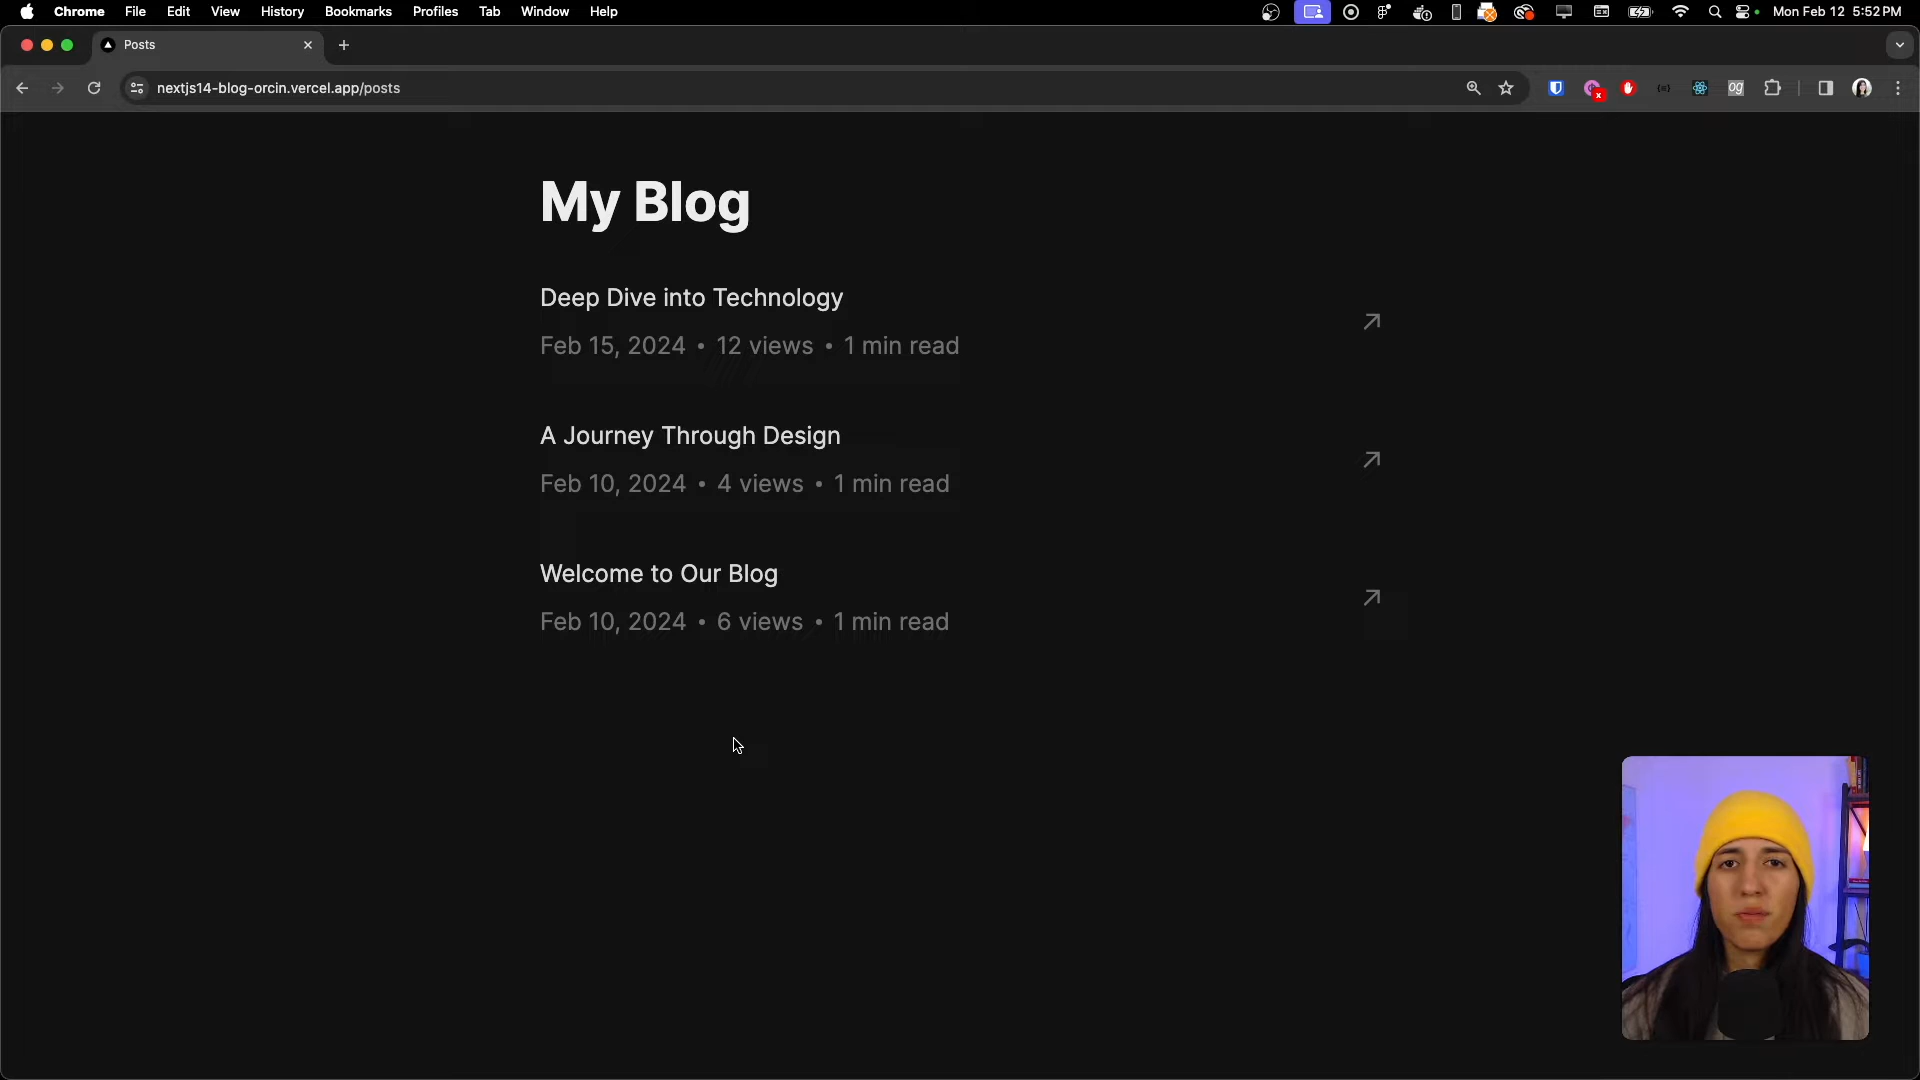 Chrome File Edit View History Bookmarks Profiles Tab Window Help Mon Feb 12 5:52 PM
Posts
nextjs14-blog-orcin.vercel.app/posts
og
My Blog
Deep Dive into Technology
Feb 15, 2024 • 12 views • 1 min read
A Journey Through Design
Feb 10, 2024 • 4 views • 1 min read
Welcome to Our Blog
Feb 10, 2024 • 6 views • 1 min read